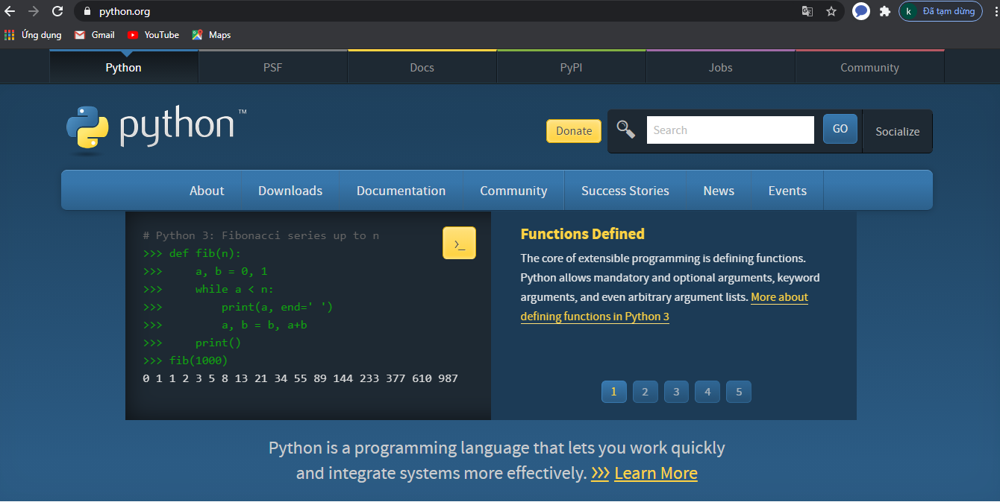 python.org
k Đã tạm dừng
Ứng dụng Gmail YouTube Maps
Python PSF Docs PyPI Jobs Community
python™
Donate Search GO Socialize
About Downloads Documentation Community Success Stories News Events
# Python 3: Fibonacci series up to n
>>> def fib(n):
>>>     a, b = 0, 1
>>>     while a < n:
>>>         print(a, end=' ')
>>>         a, b = b, a+b
>>>     print()
>>> fib(1000)
0 1 1 2 3 5 8 13 21 34 55 89 144 233 377 610 987
>_
Functions Defined
The core of extensible programming is defining functions.
Python allows mandatory and optional arguments, keyword
arguments, and even arbitrary argument lists. More about
defining functions in Python 3
1 2 3 4 5
Python is a programming language that lets you work quickly
and integrate systems more effectively. >>> Learn More